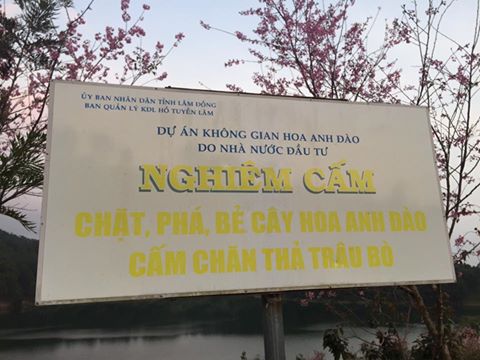 ỦY BAN NHÂN DÂN TỈNH LÂM ĐỒNG
BAN QUẢN LÝ KDL HỒ TUYỀN LÂM
DỰ ÁN KHÔNG GIAN HOA ANH ĐÀO
DO NHÀ NƯỚC ĐẦU TƯ
NGHIÊM CẤM
CHẶT, PHÁ, BẺ CÂY HOA ANH ĐÀO
CẤM CHĂN THẢ TRÂU BÒ